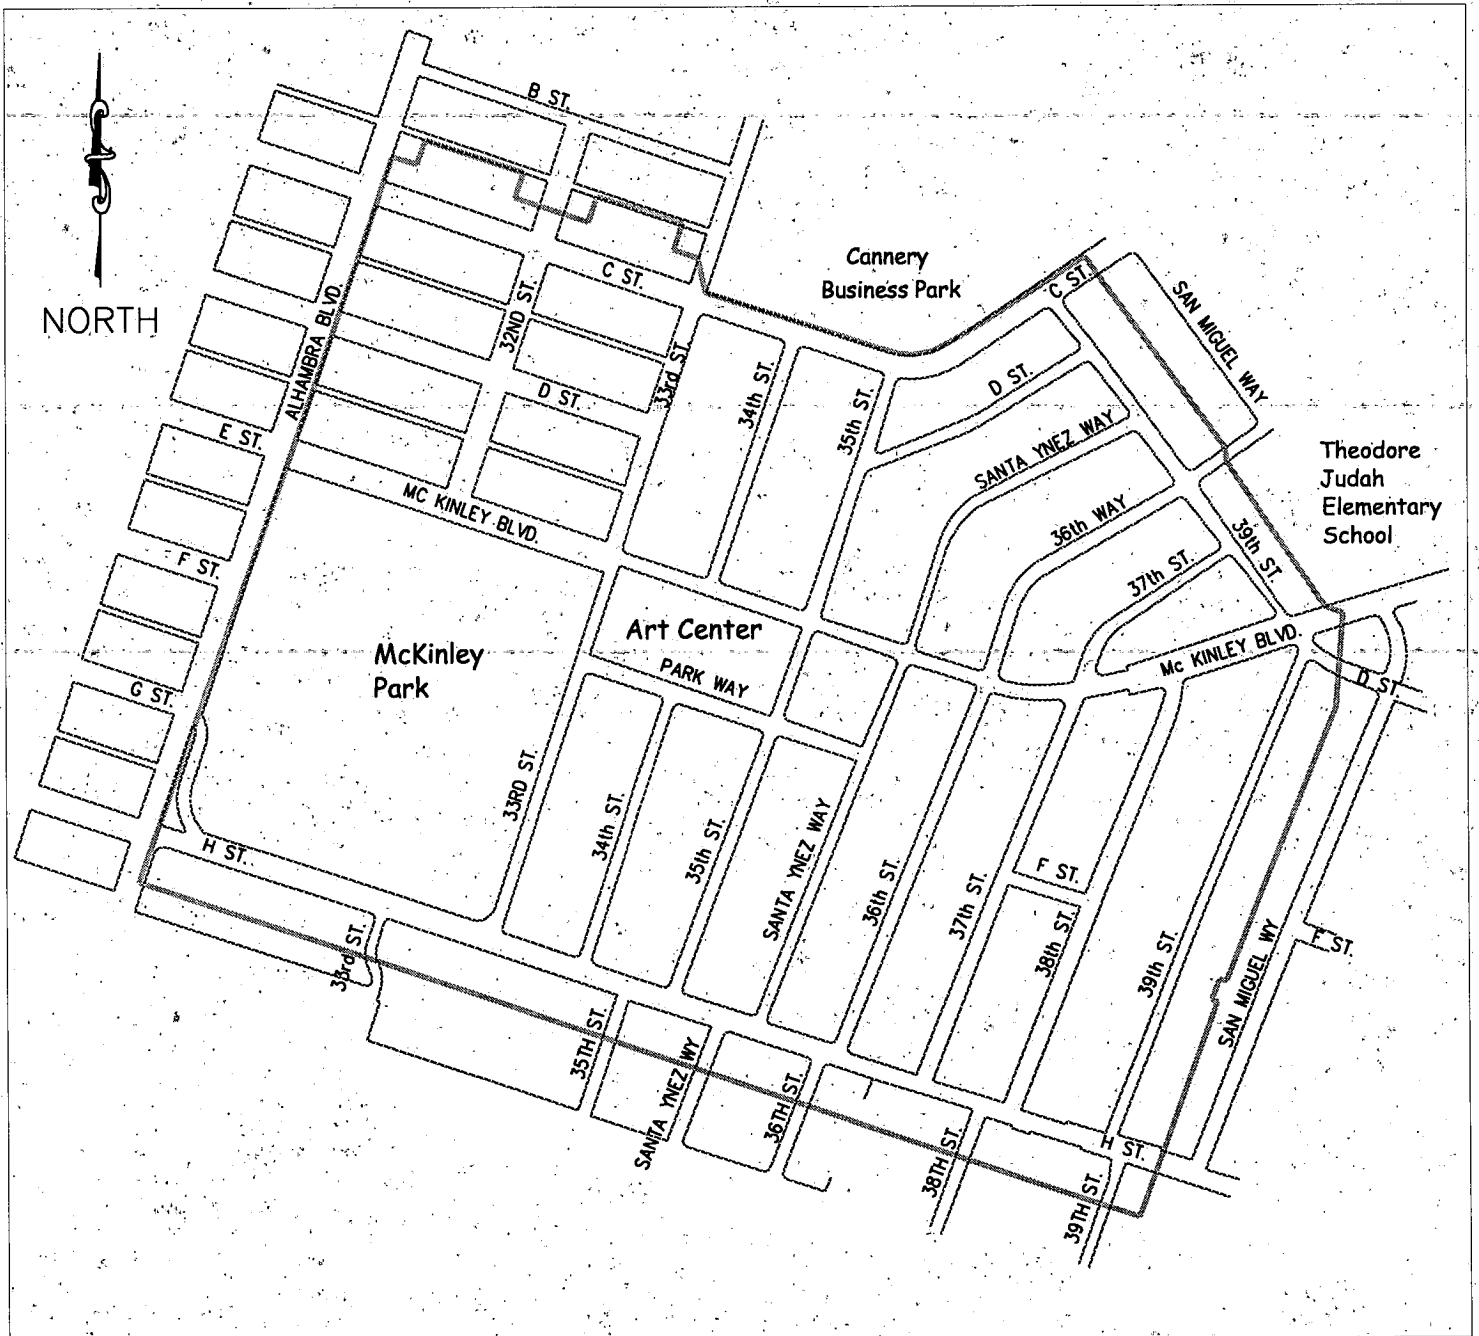 B ST.
Cannery
Business Park
C ST.
C ST.
SAN MIGUEL WAY
NORTH
ALHAMBRA BLVD.
32ND ST.
33rd ST.
34th ST.
35th ST.
D ST.
D ST.
SANTA YNEZ WAY
Theodore
Judah
Elementary
School
E ST.
MC KINLEY BLVD.
36th WAY
39th ST.
37th ST.
F ST.
Art Center
McKinley
Park
PARK WAY
Mc KINLEY BLVD.
D ST.
G ST.
33RD ST.
34th ST.
35th ST.
SANTA YNEZ WAY
36th ST.
37th ST.
F ST.
38th ST.
39th ST.
SAN MIGUEL WY
F ST.
H ST.
33rd ST.
35TH ST.
SANTA YNEZ WY
36TH ST.
38TH ST.
H ST.
39TH ST.